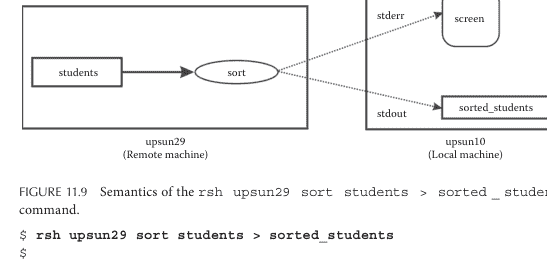 stderr
screen
students
sort
sorted_students
stdout
upsun29
(Remote machine)
upsun10
(Local machine)
FIGURE 11.9 Semantics of the rsh upsun29 sort students > sorted _
command.
$ rsh upsun29 sort students > sorted_students
$